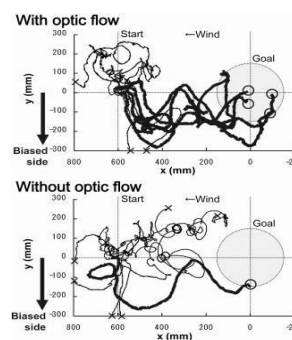 With optic flow
300 Start ←Wind
200
100 Goal
y (mm)
0
-100
-200
Biased side -300
800 600 400 200 0
x (mm)
Without optic flow
300 Start ←Wind
200
100 Goal
y (mm)
0
-100
-200
Biased side -300
800 600 400 200 0
x (mm)